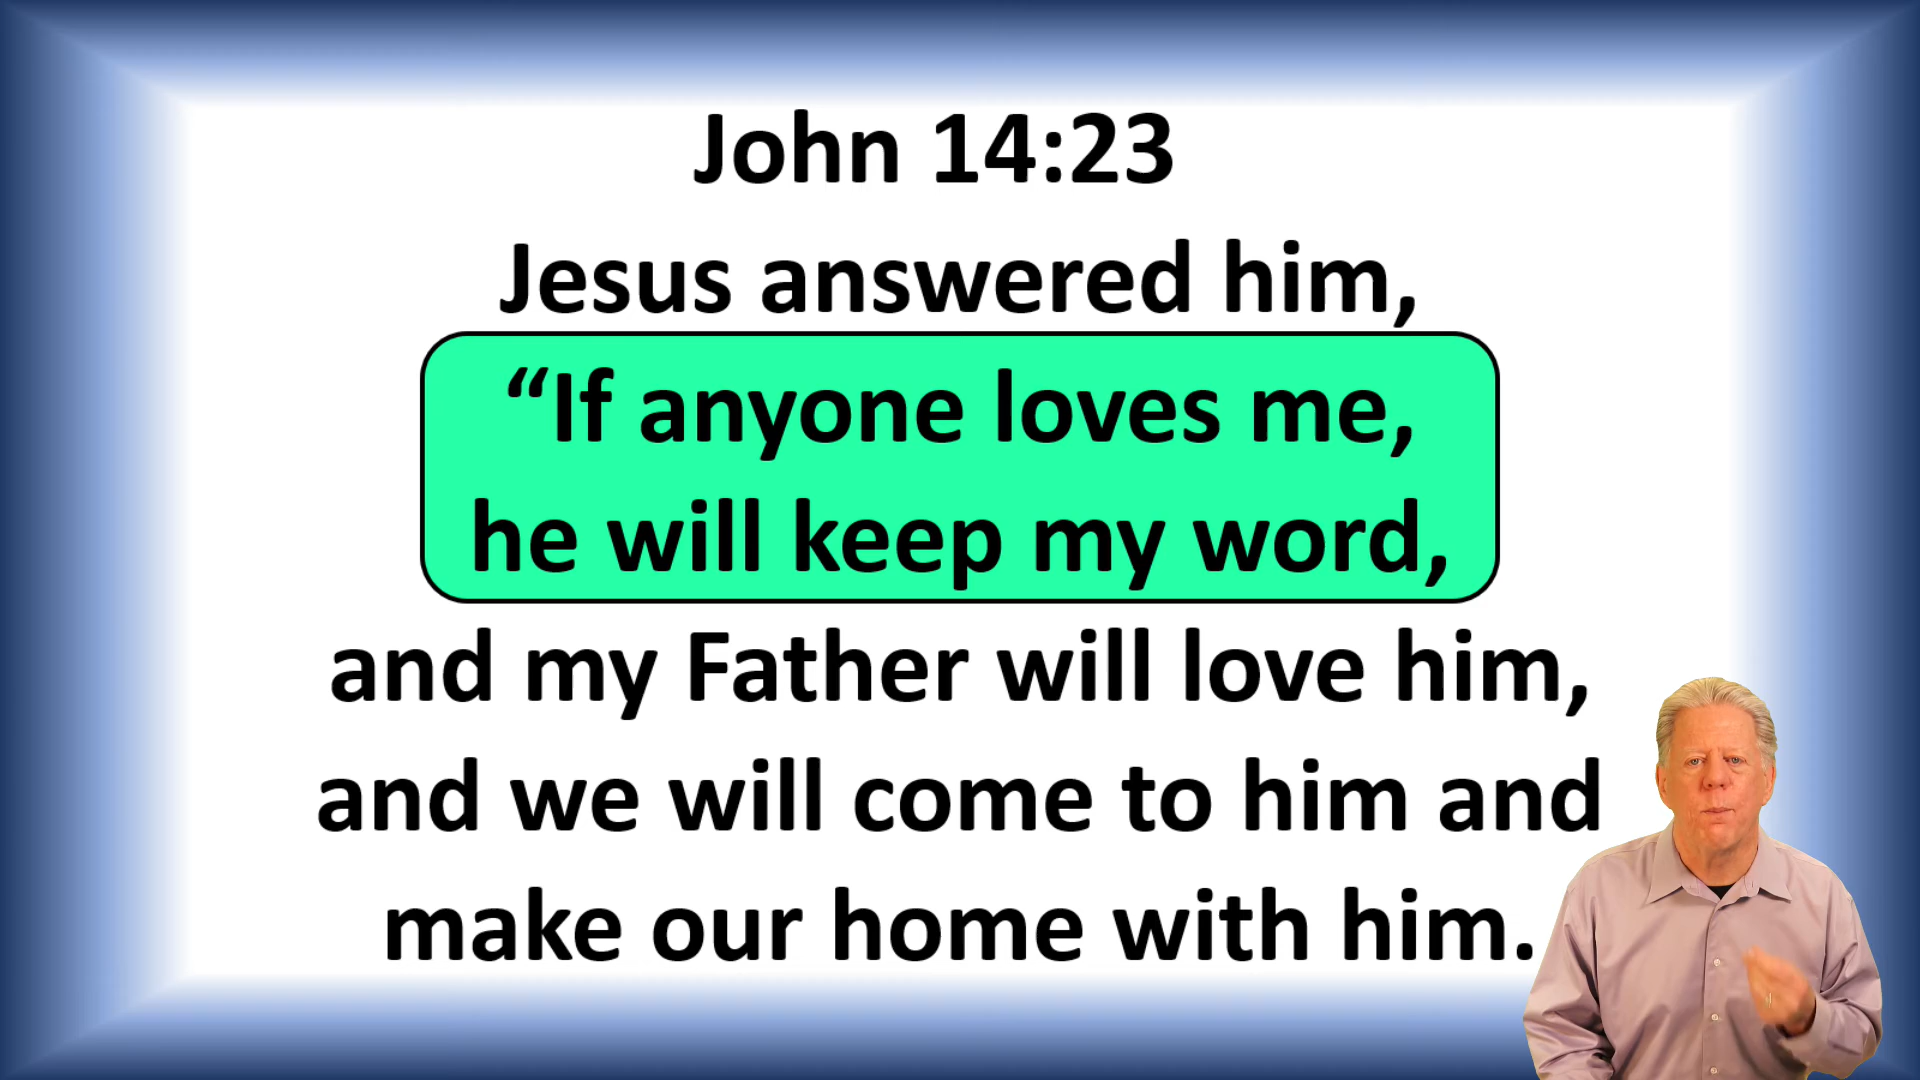 John 14:23
Jesus answered him,
“If anyone loves me,
he will keep my word,
and my Father will love him,
and we will come to him and
make our home with him.